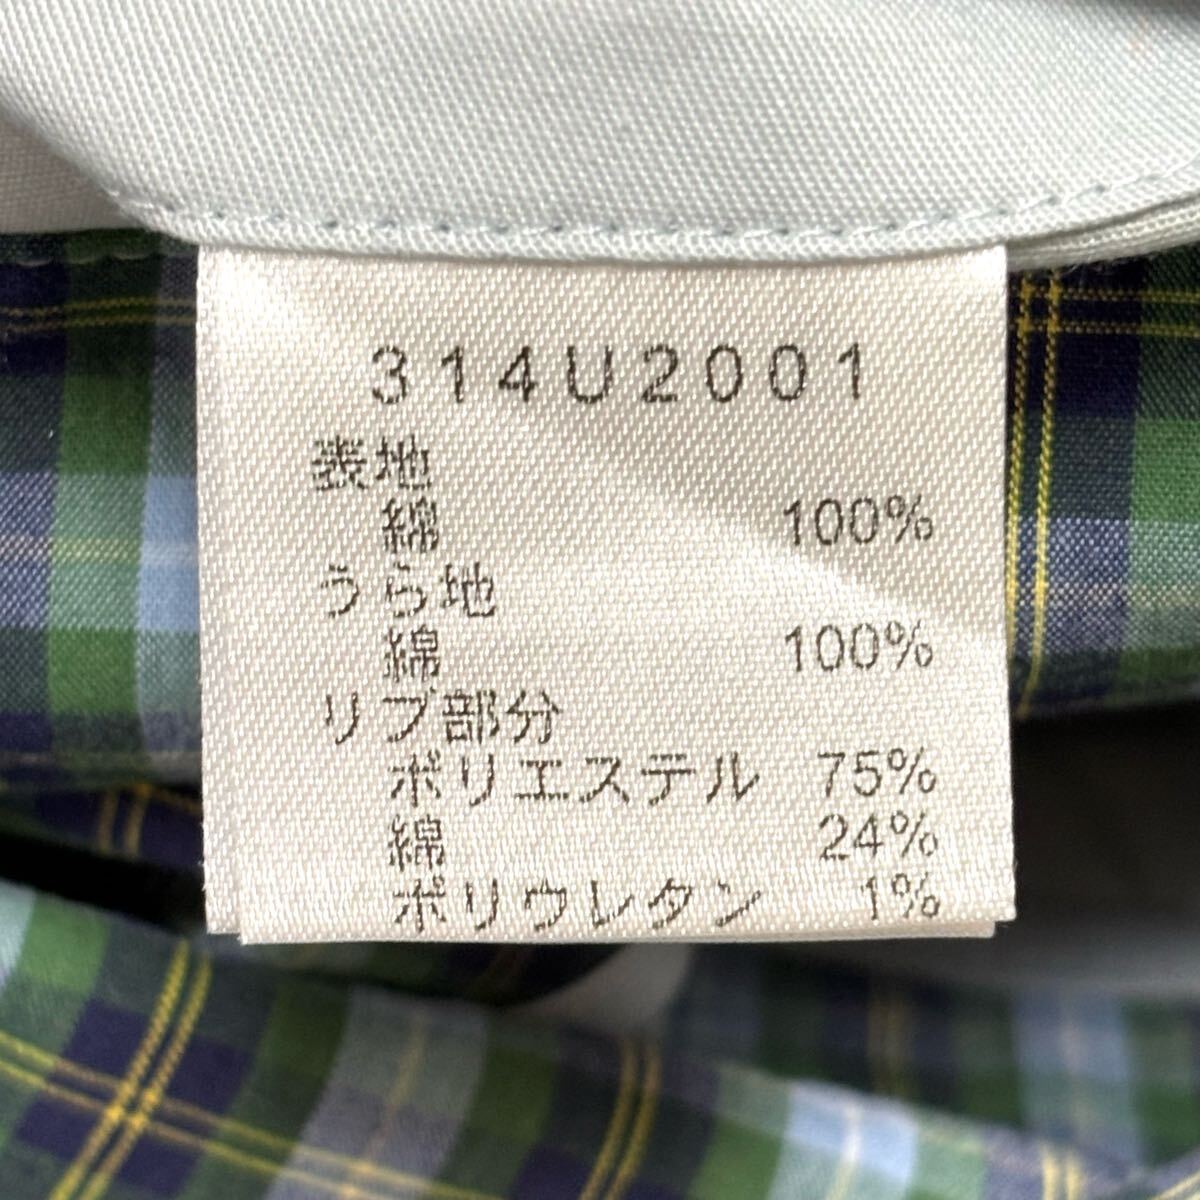 314U2001
表地
綿 100%
うら地
綿 100%
リブ部分
ポリエステル 75%
綿 24%
ポリウレタン 1%